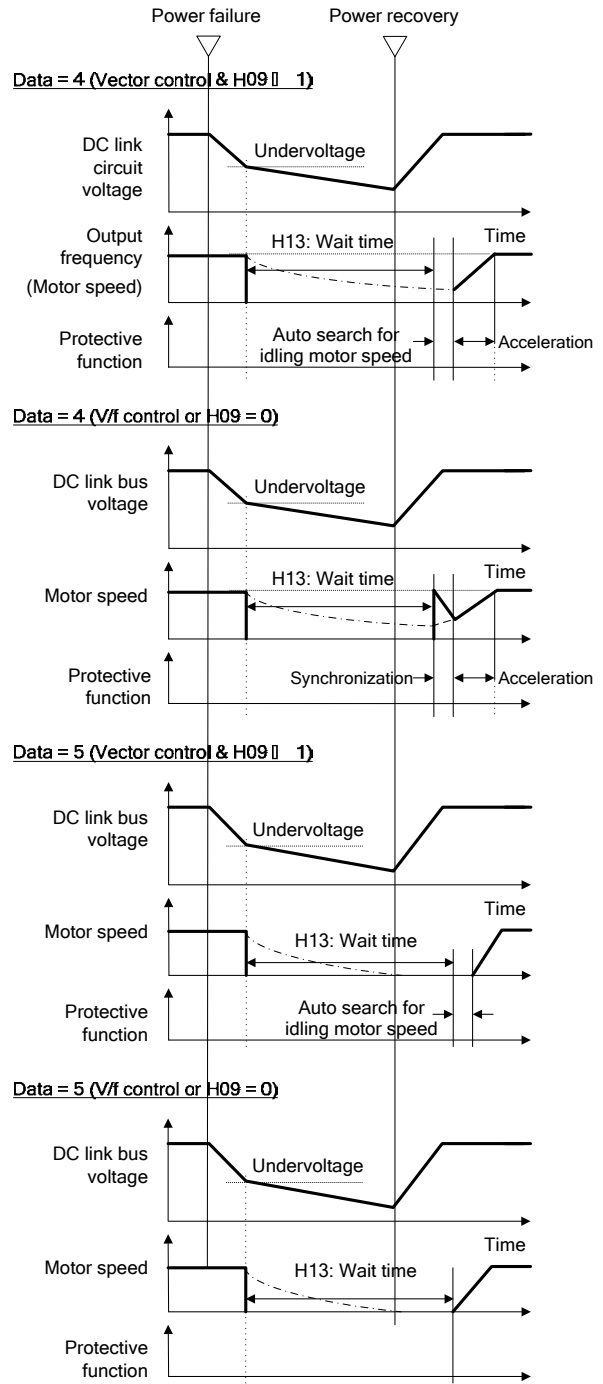 Power failure Power recovery
Data = 4 (Vector control & H09 ▯ 1)
DC link
circuit
voltage
Undervoltage
Time
Output
frequency
(Motor speed)
H13: Wait time
Protective
function
Auto search for
idling motor speed
Acceleration
Data = 4 (V/f control or H09 = 0)
DC link bus
voltage
Undervoltage
Time
Motor speed
H13: Wait time
Protective
function
Synchronization
Acceleration
Data = 5 (Vector control & H09 ▯ 1)
DC link bus
voltage
Undervoltage
Time
Motor speed
H13: Wait time
Protective
function
Auto search for
idling motor speed
Data = 5 (V/f control or H09 = 0)
DC link bus
voltage
Undervoltage
Time
Motor speed
H13: Wait time
Protective
function